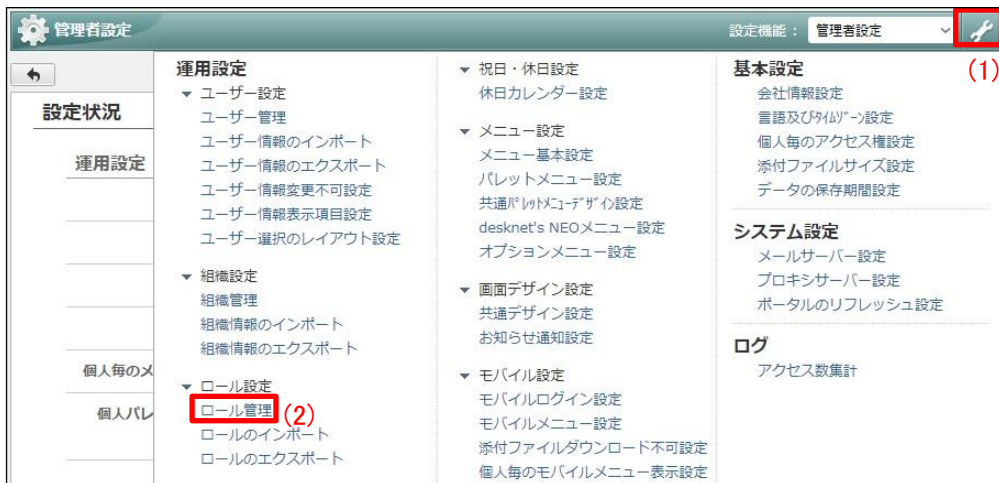 管理者設定
設定機能： 管理者設定
(1)
設定状況
運用設定
個人毎のメ
個人パレ
運用設定
▼ ユーザー設定
ユーザー管理
ユーザー情報のインポート
ユーザー情報のエクスポート
ユーザー情報変更不可設定
ユーザー情報表示項目設定
ユーザー選択のレイアウト設定
▼ 組織設定
組織管理
組織情報のインポート
組織情報のエクスポート
▼ ロール設定
ロール管理 (2)
ロールのインポート
ロールのエクスポート
▼ 祝日・休日設定
休日カレンダー設定
▼ メニュー設定
メニュー基本設定
パレットメニュー設定
共通ﾊﾟﾚｯﾄﾒﾆｭｰﾃﾞｻﾞｲﾝ設定
desknet's NEOメニュー設定
オプションメニュー設定
▼ 画面デザイン設定
共通デザイン設定
お知らせ通知設定
▼ モバイル設定
モバイルログイン設定
モバイルメニュー設定
添付ファイルダウンロード不可設定
個人毎のモバイルメニュー表示設定
基本設定
会社情報設定
言語及びﾀｲﾑｿﾞｰﾝ設定
個人毎のアクセス権設定
添付ファイルサイズ設定
データの保存期間設定
システム設定
メールサーバー設定
プロキシサーバー設定
ポータルのリフレッシュ設定
ログ
アクセス数集計